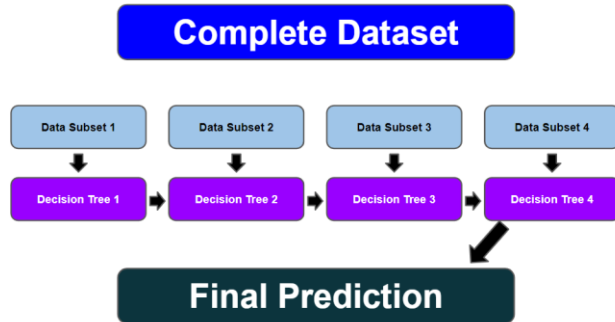 Complete Dataset
Data Subset 1
Data Subset 2
Data Subset 3
Data Subset 4
Decision Tree 1
Decision Tree 2
Decision Tree 3
Decision Tree 4
Final Prediction